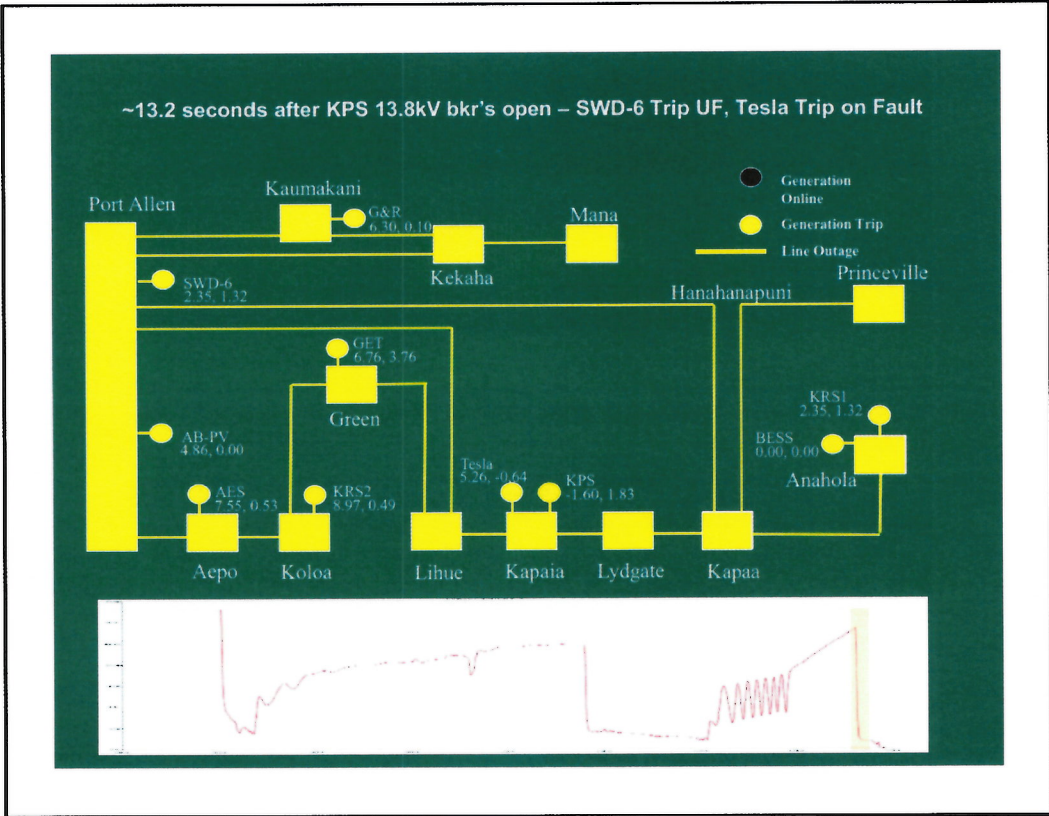 ~13.2 seconds after KPS 13.8kV bkr's open – SWD-6 Trip UF, Tesla Trip on Fault
Generation
Online
Generation Trip
Line Outage
Port Allen
Kaumakani
G&R
6.30, 0.10
Kekaha
Mana
Princeville
Hanahanapuni
SWD-6
2.35, 1.32
GET
6.76, 3.76
Green
KRS1
2.35, 1.32
BESS
0.00, 0.00
Anahola
AB-PV
4.86, 0.00
AES
7.55, 0.53
KRS2
8.97, 0.49
Tesla
5.26, -0.64
KPS
-1.60, 1.83
Aepo
Koloa
Lihue
Kapaia
Lydgate
Kapaa